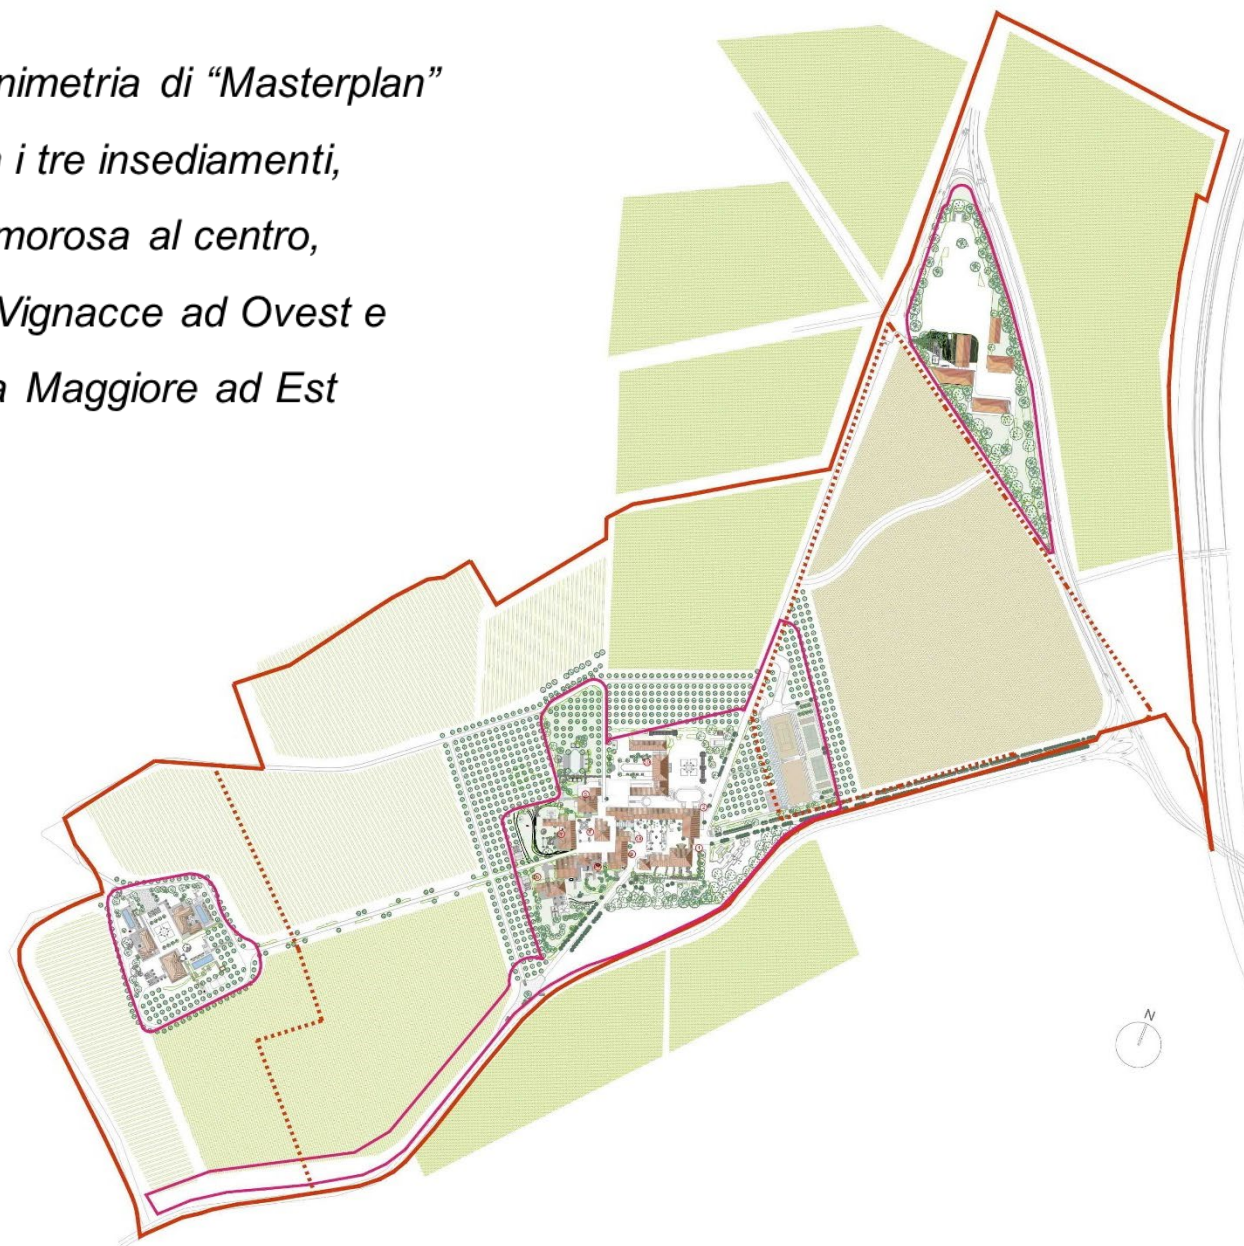 nimetria di “Masterplan”
i tre insediamenti,
morosa al centro,
Vignacce ad Ovest e
Maggiore ad Est
N